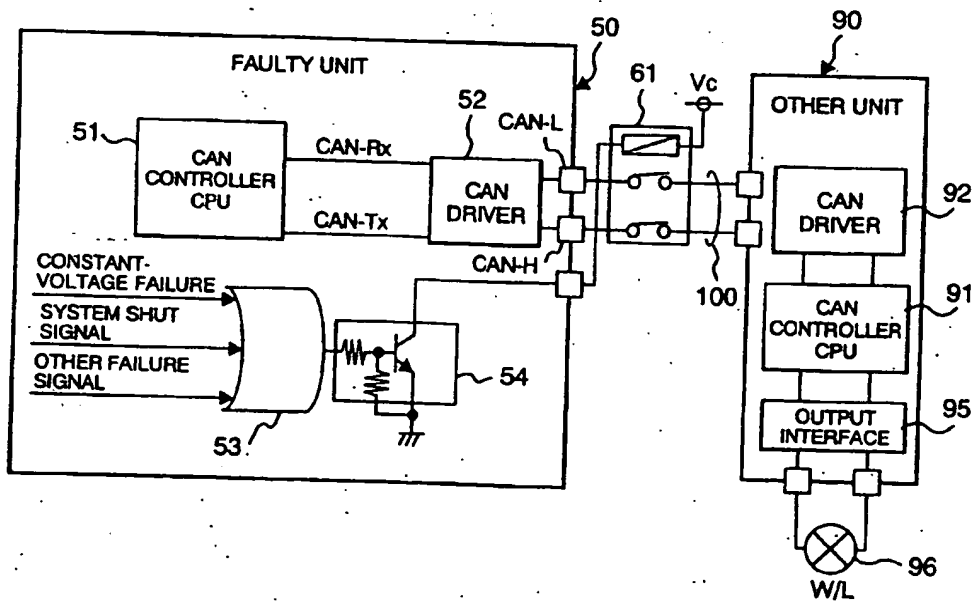 50
90
FAULTY UNIT
61
Vc
OTHER UNIT
51
52
CAN-L
CAN-Rx
CAN
CONTROLLER
CPU
CAN
DRIVER
CAN
DRIVER
92
CAN-Tx
CAN-H
100
CONSTANT-
VOLTAGE FAILURE
SYSTEM SHUT
SIGNAL
OTHER FAILURE
SIGNAL
91
CAN
CONTROLLER
CPU
54
53
OUTPUT
INTERFACE
95
96
W/L